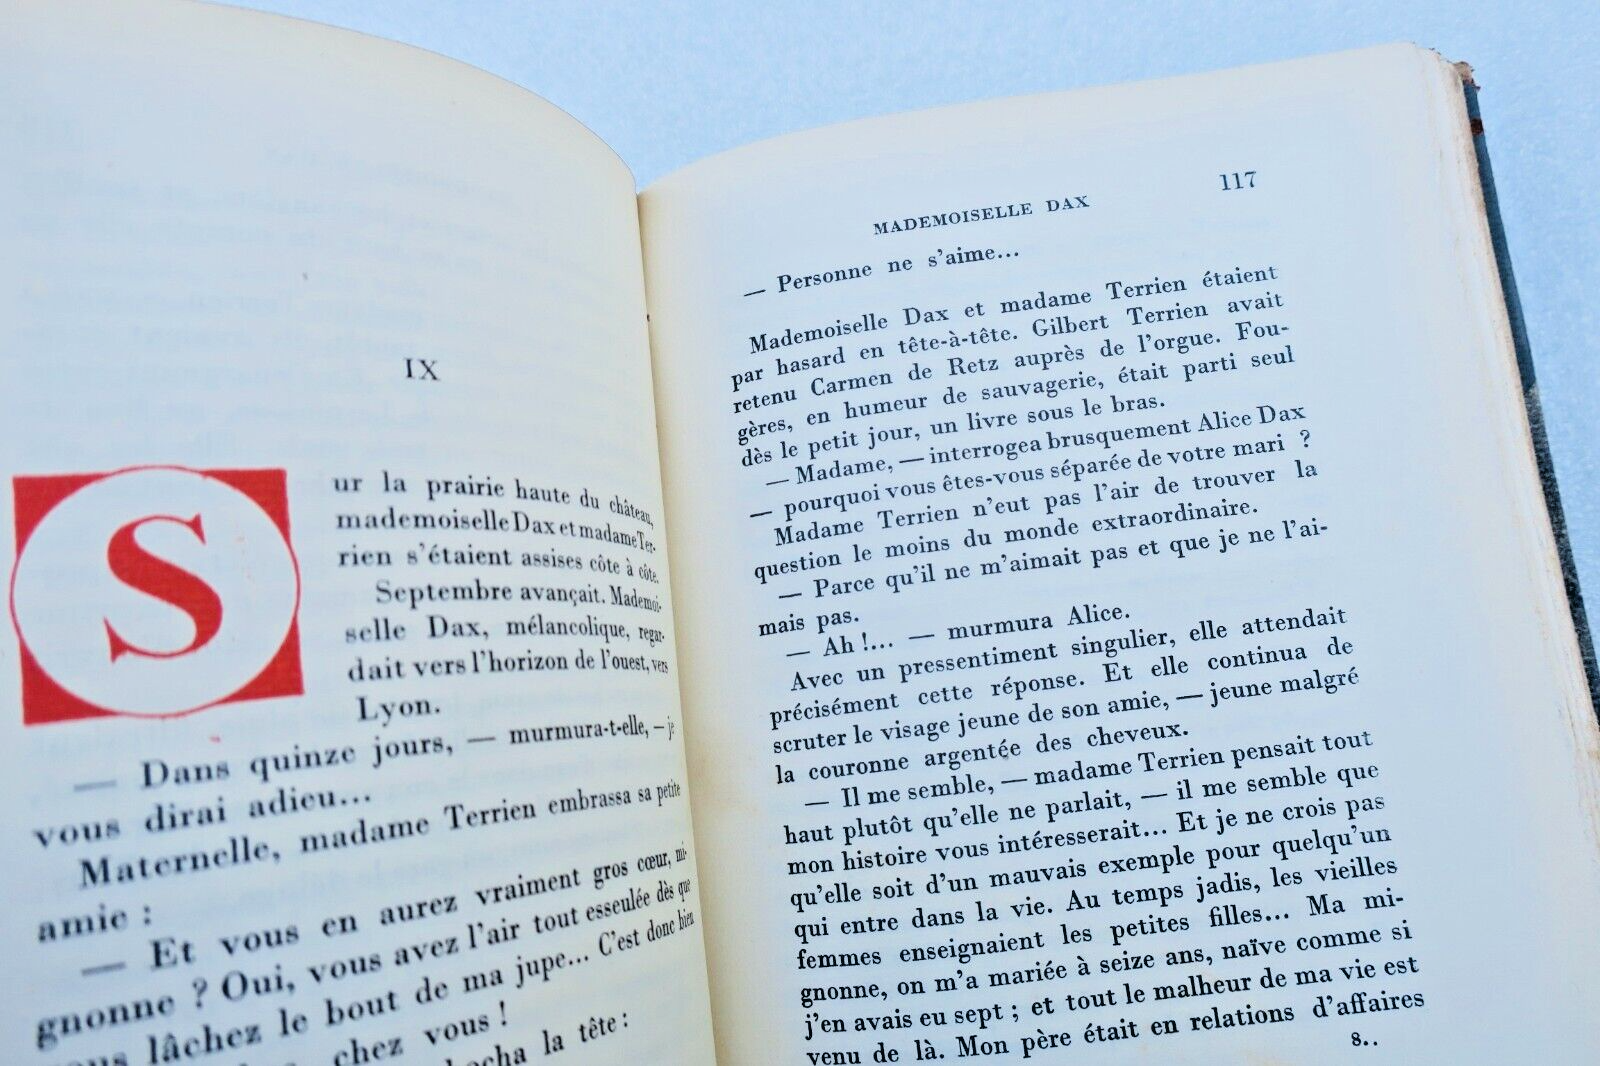 IX
S
ur la prairie haute du château,
mademoiselle Dax et madame Ter-
rien s'étaient assises côte à côte.
Septembre avançait. Mademoi-
selle Dax, mélancolique, regar-
dait vers l'horizon de l'ouest, vers
Lyon.
— Dans quinze jours, — murmura-t-elle, — je
vous dirai adieu...
Maternelle, madame Terrien embrassa sa petite
amie :
— Et vous en aurez vraiment gros cœur, mi-
gnonne ? Oui, vous avez l'air tout esseulée dès que
vous lâchez le bout de ma jupe... C'est donc bien
chez vous !
la tête :
117
MADEMOISELLE DAX
— Personne ne s'aime...
Mademoiselle Dax et madame Terrien étaient
par hasard en tête-à-tête. Gilbert Terrien avait
retenu Carmen de Retz auprès de l'orgue. Fou-
gères, en humeur de sauvagerie, était parti seul
dès le petit jour, un livre sous le bras.
— Madame, — interrogea brusquement Alice Dax
— pourquoi vous êtes-vous séparée de votre mari ?
Madame Terrien n'eut pas l'air de trouver la
question le moins du monde extraordinaire.
— Parce qu'il ne m'aimait pas et que je ne l'ai-
mais pas.
— Ah !... — murmura Alice.
Avec un pressentiment singulier, elle attendait
précisément cette réponse. Et elle continua de
scruter le visage jeune de son amie, — jeune malgré
la couronne argentée des cheveux.
— Il me semble, — madame Terrien pensait tout
haut plutôt qu'elle ne parlait, — il me semble que
mon histoire vous intéresserait... Et je ne crois pas
qu'elle soit d'un mauvais exemple pour quelqu'un
qui entre dans la vie. Au temps jadis, les vieilles
femmes enseignaient les petites filles... Ma mi-
gnonne, on m'a mariée à seize ans, naïve comme si
j'en avais eu sept ; et tout le malheur de ma vie est
venu de là. Mon père était en relations d'affaires
8..